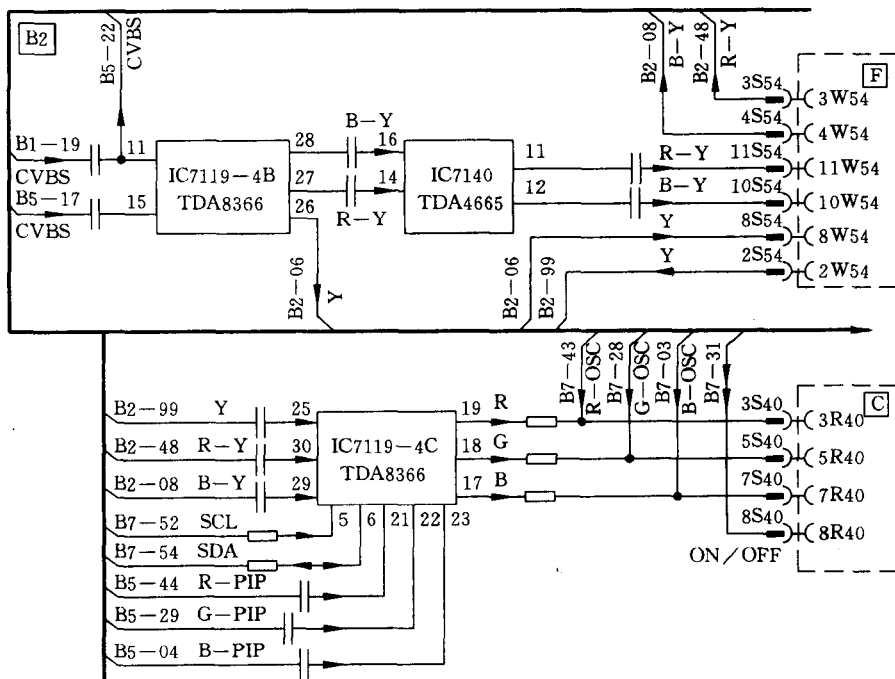 B2
B5—22
CVBS
B2—08
B—Y
B2—48
R—Y
F
3S54
3W54
4S54
4W54
B1—19
CVBS
11
28
B—Y
16
11
R—Y
11S54
11W54
IC7119—4B
TDA8366
27
14
IC7140
TDA4665
12
B—Y
10S54
10W54
B5—17
CVBS
15
26
R—Y
Y
8S54
8W54
Y
2S54
2W54
B2—06
Y
B2—06
B2—99
B7—43
R—OSC
B7—28
G—OSC
B7—03
B—OSC
B7—31
C
B2—99 Y
25
19 R
3S40
3R40
B2—48 R—Y
30
IC7119—4C
TDA8366
18 G
5S40
5R40
B2—08 B—Y
29
17 B
7S40
7R40
5 6 21 22 23
B7—52 SCL
8S40
8R40
ON/OFF
B7—54 SDA
B5—44 R—PIP
B5—29 G—PIP
B5—04 B—PIP